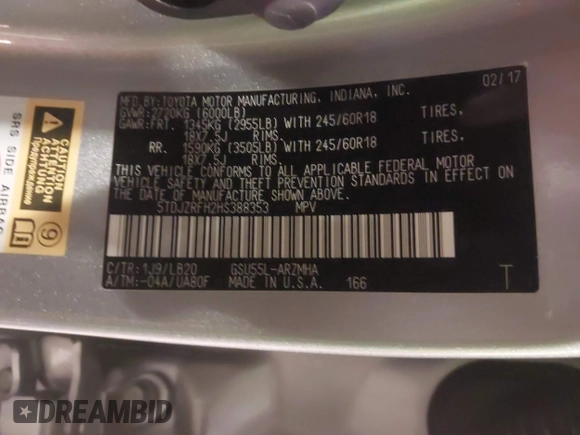 MFD.BY:TOYOTA MOTOR MANUFACTURING, INDIANA, INC. 02/17
GVWR:2720KG (6000LB)
GAWR:FRT. 1345KG (2955LB) WITH 245/60R18 TIRES,
18X7.5J RIMS.
RR. 1590KG (3505LB) WITH 245/60R18 TIRES,
18X7.5J RIMS.
THIS VEHICLE CONFORMS TO ALL APPLICABLE FEDERAL MOTOR
VEHICLE SAFETY AND THEFT PREVENTION STANDARDS IN EFFECT ON
THE DATE OF MANUFACTURE SHOWN ABOVE.
5TDJZRFH2HS388353 MPV
C/TR:1J9/LB20 GSU55L-ARZMHA
A/TM:-04A/UA80F MADE IN U.S.A. 166 T
SRS SIDE AIRBAG
CAUTION
ATTENTION
ACHTUNG
9
DREAMBID